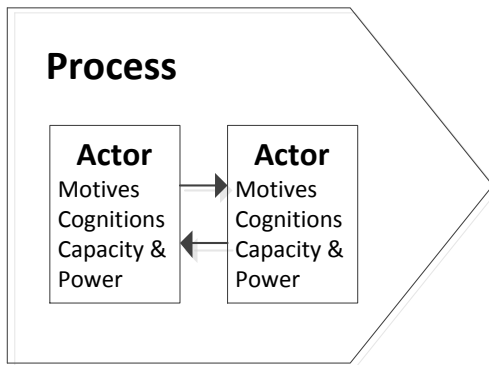 Process
Actor
Motives
Cognitions
Capacity &
Power
Actor
Motives
Cognitions
Capacity &
Power